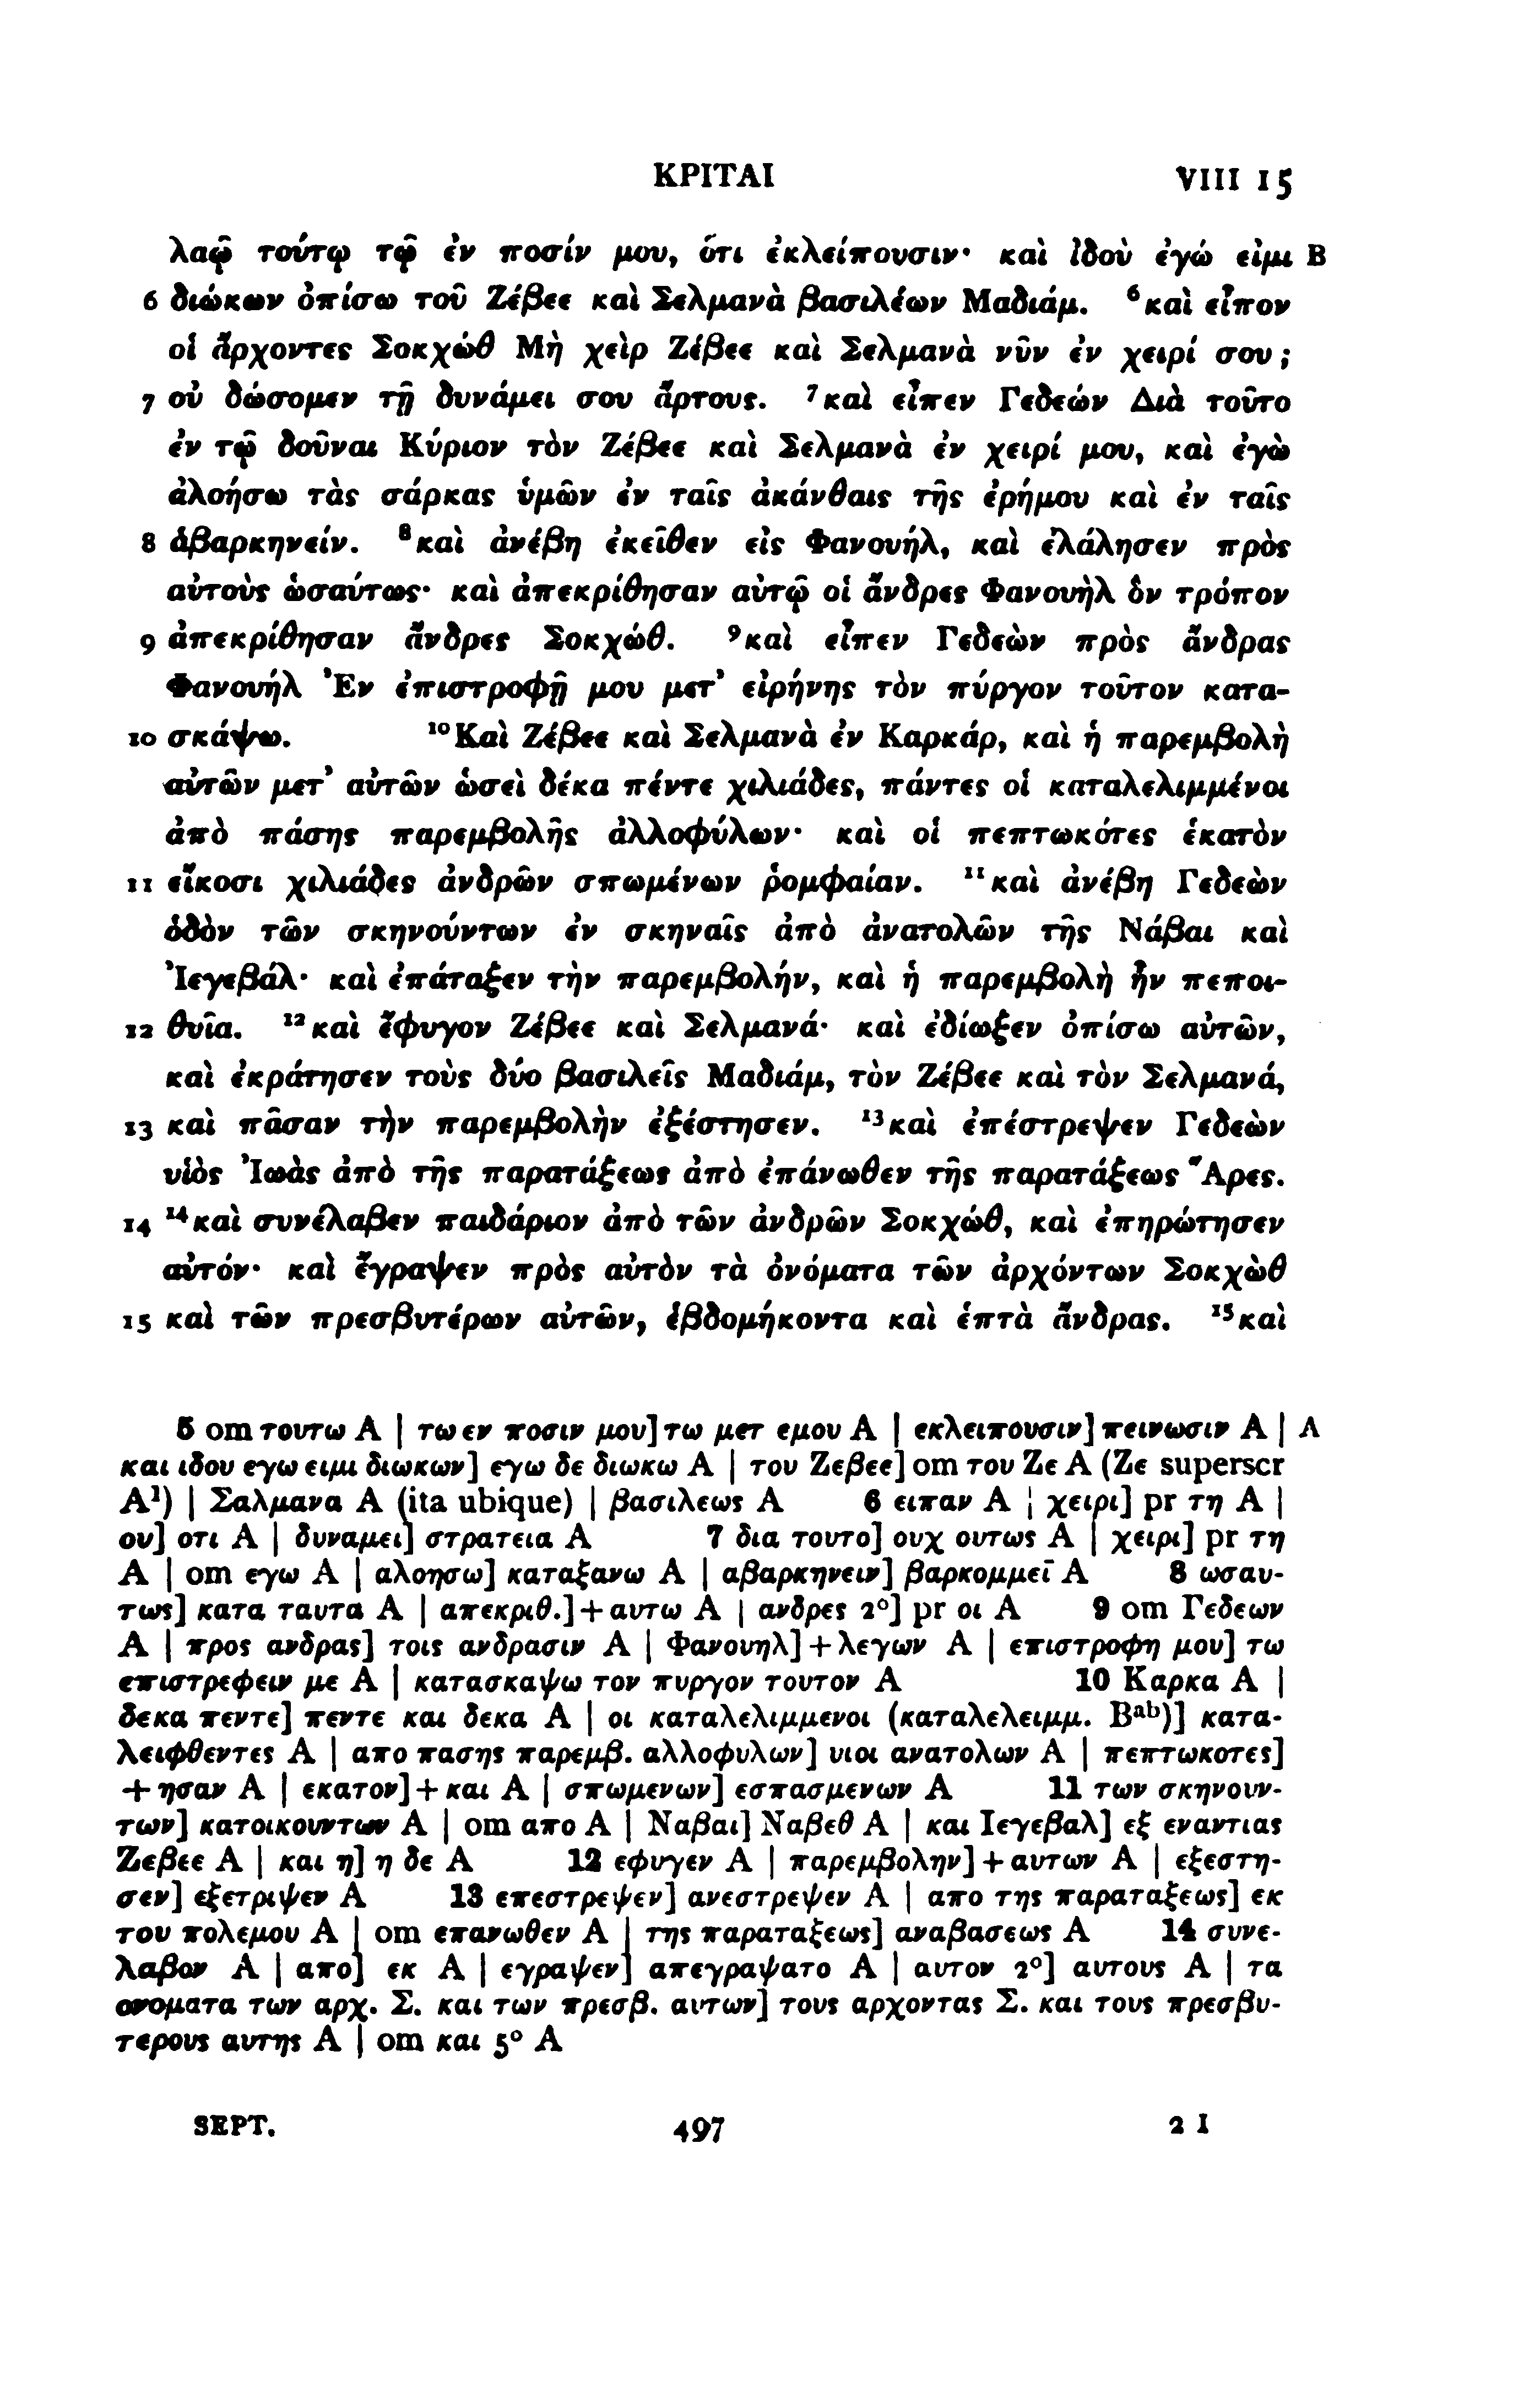 ΚΡΙΤΑΙ VIII 15
λαῷ τούτῳ τῷ ἐν ποσίν μου, ὅτι ἐκλείπουσιν· καὶ ἰδοὺ ἐγώ εἰμι B
6 διώκων ὀπίσω τοῦ Ζέβεε καὶ Σελμανὰ βασιλέων Μαδιάμ. ⁶καὶ εἶπον
οἱ ἄρχοντες Σοκχώθ Μὴ χεὶρ Ζέβεε καὶ Σελμανὰ νῦν ἐν χειρί σου;
7 οὐ δώσομεν τῇ δυνάμει σου ἄρτους. ⁷καὶ εἶπεν Γεδεών Διὰ τοῦτο
ἐν τῷ δοῦναι Κύριον τὸν Ζέβεε καὶ Σελμανὰ ἐν χειρί μου, καὶ ἐγὼ
ἀλοήσω τὰς σάρκας ὑμῶν ἐν ταῖς ἀκάνθαις τῆς ἐρήμου καὶ ἐν ταῖς
8 ἁβαρκηνείν. ⁸καὶ ἀνέβη ἐκεῖθεν εἰς Φανουήλ, καὶ ἐλάλησεν πρὸς
αὐτοὺς ὡσαύτως· καὶ ἀπεκρίθησαν αὐτῷ οἱ ἄνδρες Φανουὴλ ὃν τρόπον
9 ἀπεκρίθησαν ἄνδρες Σοκχώθ. ⁹καὶ εἶπεν Γεδεὼν πρὸς ἄνδρας
Φανουήλ Ἐν ἐπιστροφῇ μου μετ᾽ εἰρήνης τὸν πύργον τοῦτον κατα-
10 σκάψω. ¹⁰Καὶ Ζέβεε καὶ Σελμανὰ ἐν Καρκάρ, καὶ ἡ παρεμβολὴ
αὐτῶν μετ᾽ αὐτῶν ὡσεὶ δέκα πέντε χιλιάδες, πάντες οἱ καταλελιμμένοι
ἀπὸ πάσης παρεμβολῆς ἀλλοφύλων· καὶ οἱ πεπτωκότες ἑκατὸν
11 εἴκοσι χιλιάδες ἀνδρῶν σπωμένων ῥομφαίαν. ¹¹καὶ ἀνέβη Γεδεὼν
ὁδὸν τῶν σκηνούντων ἐν σκηναῖς ἀπὸ ἀνατολῶν τῆς Νάβαι καὶ
Ἰεγεβάλ· καὶ ἐπάταξεν τὴν παρεμβολήν, καὶ ἡ παρεμβολὴ ἦν πεποι-
12 θυῖα. ¹²καὶ ἔφυγον Ζέβεε καὶ Σελμανά· καὶ ἐδίωξεν ὀπίσω αὐτῶν,
καὶ ἐκράτησεν τοὺς δύο βασιλεῖς Μαδιάμ, τὸν Ζέβεε καὶ τὸν Σελμανά,
13 καὶ πᾶσαν τὴν παρεμβολὴν ἐξέστησεν. ¹³καὶ ἐπέστρεψεν Γεδεὼν
υἱὸς Ἰωὰς ἀπὸ τῆς παρατάξεως ἀπὸ ἐπάνωθεν τῆς παρατάξεως Ἄρες.
14 ¹⁴καὶ συνέλαβεν παιδάριον ἀπὸ τῶν ἀνδρῶν Σοκχώθ, καὶ ἐπηρώτησεν
αὐτόν· καὶ ἔγραψεν πρὸς αὐτὸν τὰ ὀνόματα τῶν ἀρχόντων Σοκχὼθ
15 καὶ τῶν πρεσβυτέρων αὐτῶν, ἑβδομήκοντα καὶ ἑπτὰ ἄνδρας. ¹⁵καὶ
5 om τουτω A | τω εν ποσιν μου] τω μετ εμου A | εκλειπουσιν] πεινωσιν A | A
και ιδου εγω ειμι διωκων] εγω δε διωκω A | του Ζεβεε] om του Ζε A (Ζε superscr
A¹) | Σαλμανα A (ita ubique) | βασιλεως A 6 ειπαν A | χειρι] pr τη A |
ου] οτι A | δυναμει] στρατεια A 7 δια τουτο] ουχ ουτως A | χειρι] pr τη
A | om εγω A | αλοησω] καταξανω A | αβαρκηνειν] βαρκομμεῑ A 8 ωσαυ-
τως] κατα ταυτα A | απεκριθ.]+αυτω A | ανδρες 2°] pr οι A 9 om Γεδεων
A | προς ανδρας] τοις ανδρασιν A | Φανουηλ]+λεγων A | επιστροφη μου] τω
επιστρεφειν με A | κατασκαψω τον πυργον τουτον A 10 Καρκα A |
δεκα πεντε] πεντε και δεκα A | οι καταλελιμμενοι (καταλελειμμ. Bᵃᵇ)] κατα-
λειφθεντες A | απο πασης παρεμβ. αλλοφυλων] υιοι ανατολων A | πεπτωκοτες]
+ησαν A | εκατον]+και A | σπωμενων] εσπασμενων A 11 των σκηνουν-
των] κατοικουντων A | om απο A | Ναβαι] Ναβεθ A | και Ιεγεβαλ] εξ εναντιας
Ζεβεε A | και η] η δε A 12 εφυγεν A | παρεμβολην]+αυτων A | εξεστη-
σεν] εξετριψεν A 13 επεστρεψεν] ανεστρεψεν A | απο της παραταξεως] εκ
του πολεμου A | om επανωθεν A | της παραταξεως] αναβασεως A 14 συνε-
λαβον A | απο] εκ A | εγραψεν] απεγραψατο A | αυτον 2°] αυτους A | τα
ονοματα των αρχ. Σ. και των πρεσβ. αυτων] τους αρχοντας Σ. και τους πρεσβυ-
τερους αυτης A | om και 5° A
SEPT. 497 2 I